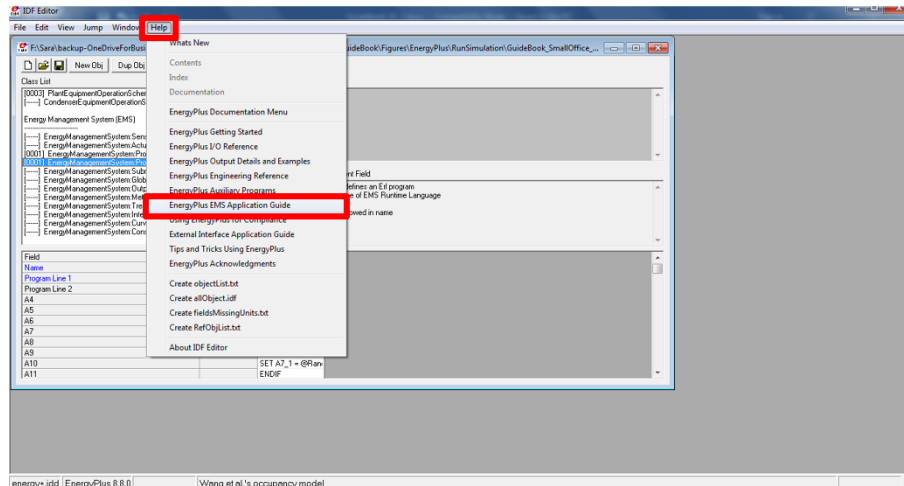 IDF Editor
File Edit View Jump Window Help
F:\Sara\backup-OneDriveForBusi
uideBook\Figures\EnergyPlus\RunSimulation\GuideBook_SmallOffice_...
New Obj Dup Obj
Class List
[0003] PlantEquipmentOperationScher
[------] CondenserEquipmentOperationS
Energy Management System (EMS)
[------] EnergyManagementSystem:Sens
[------] EnergyManagementSystem:Actu
[0001] EnergyManagementSystem:Pro
[0001] EnergyManagementSystem:Pro
[------] EnergyManagementSystem:Subr
[------] EnergyManagementSystem:Glob
[------] EnergyManagementSystem:Outp
[------] EnergyManagementSystem:Met
[------] EnergyManagementSystem:Tre
[------] EnergyManagementSystem:Inte
[------] EnergyManagementSystem:Curv
[------] EnergyManagementSystem:Con
Whats New
Contents
Index
Documentation
EnergyPlus Documentation Menu
EnergyPlus Getting Started
EnergyPlus I/O Reference
EnergyPlus Output Details and Examples
EnergyPlus Engineering Reference
EnergyPlus Auxiliary Programs
EnergyPlus EMS Application Guide
Using EnergyPlus for Compliance
External Interface Application Guide
Tips and Tricks Using EnergyPlus
EnergyPlus Acknowledgments
Create objectList.txt
Create allObject.idf
Create fieldsMissingUnits.txt
Create RefObjList.txt
About IDF Editor
nt Field
defines an Erl program
e of EMS Runtime Language
owed in name
Field
Name
Program Line 1
Program Line 2
A4
A5
A6
A7
A8
A9
A10 SET A7_1 = @Ran
A11 ENDIF
energy+.idd EnergyPlus 8.8.0 Wang et al.'s occupancy model